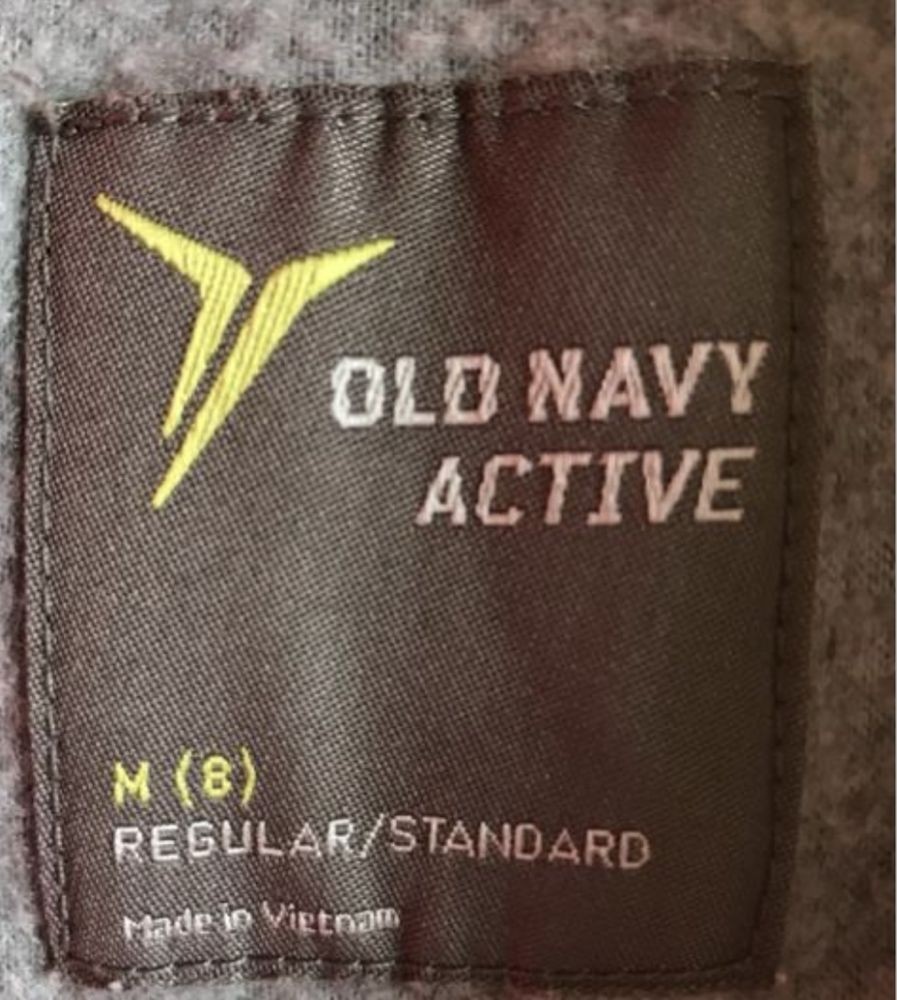 OLD NAVY
ACTIVE
M (8)
REGULAR/STANDARD
Made in Vietnam